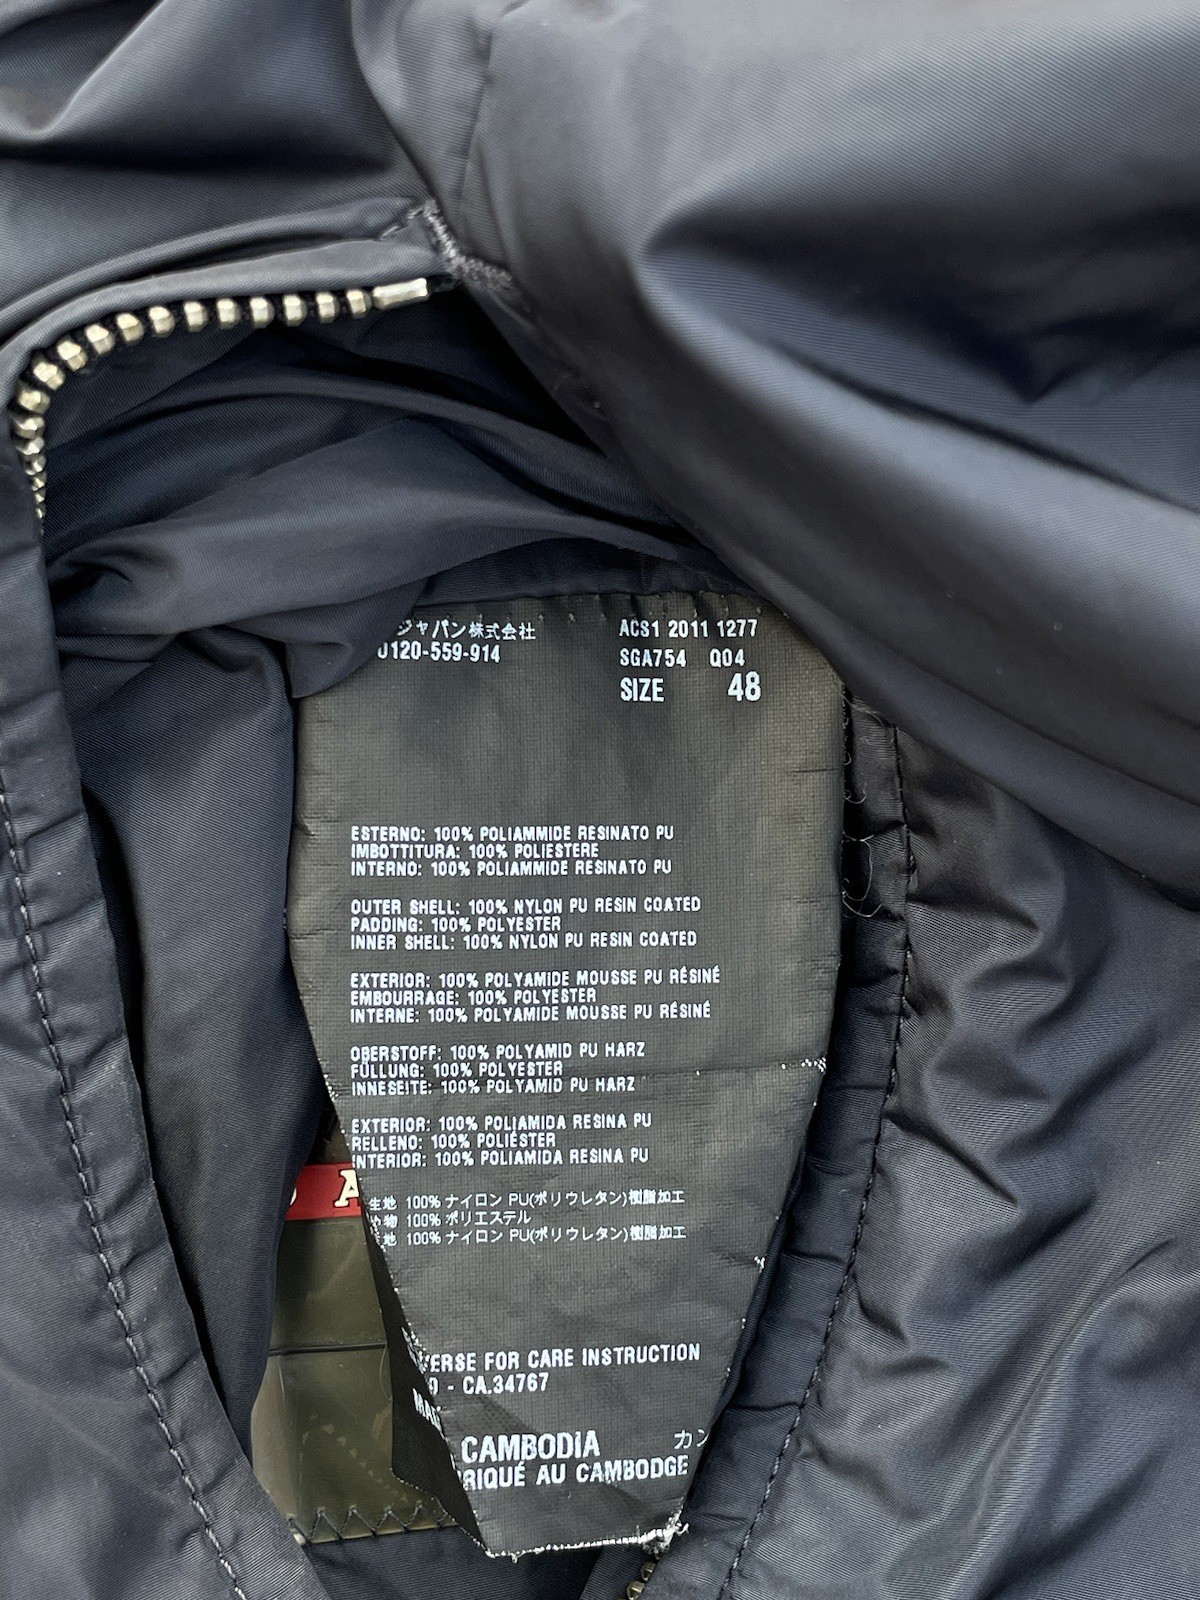 ジャパン株式会社
0120-559-914
ACS1 2011 1277
SGA754 Q04
SIZE 48
ESTERNO: 100% POLIAMMIDE RESINATO PU
IMBOTTITURA: 100% POLIESTERE
INTERNO: 100% POLIAMMIDE RESINATO PU
OUTER SHELL: 100% NYLON PU RESIN COATED
PADDING: 100% POLYESTER
INNER SHELL: 100% NYLON PU RESIN COATED
EXTERIOR: 100% POLYAMIDE MOUSSE PU RÉSINÉ
EMBOURRAGE: 100% POLYESTER
INTERNE: 100% POLYAMIDE MOUSSE PU RÉSINÉ
OBERSTOFF: 100% POLYAMID PU HARZ
FÜLLUNG: 100% POLYESTER
INNESEITE: 100% POLYAMID PU HARZ
EXTERIOR: 100% POLIAMIDA RESINA PU
RELLENO: 100% POLIÉSTER
INTERIOR: 100% POLIAMIDA RESINA PU
生地 100% ナイロン PU(ポリウレタン)樹脂加工
物 100% ポリエステル
地 100% ナイロン PU(ポリウレタン)樹脂加工
A
VERSE FOR CARE INSTRUCTION
0 - CA.34767
MAD
CAMBODIA カン
RIQUÉ AU CAMBODGE